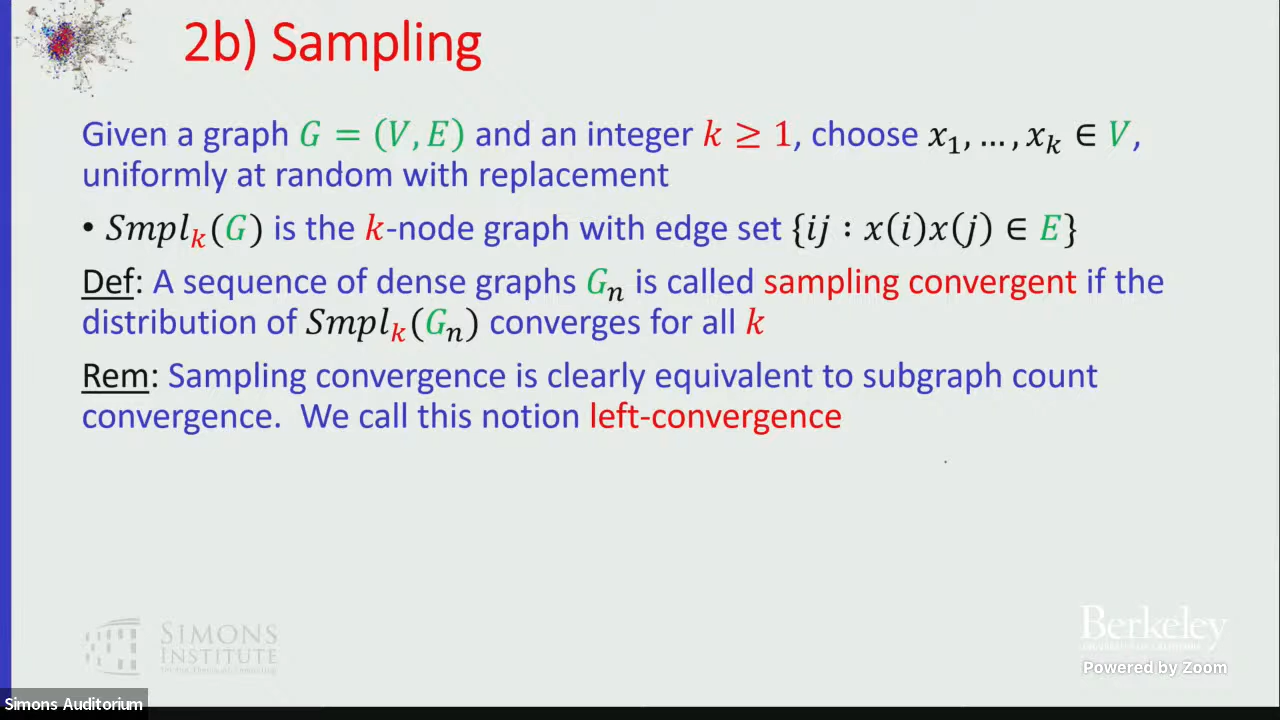 2b) Sampling
Given a graph G = (V, E) and an integer k ≥ 1, choose x₁, …, xₖ ∈ V,
uniformly at random with replacement
• Smplₖ(G) is the k-node graph with edge set {ij : x(i)x(j) ∈ E}
Def: A sequence of dense graphs Gₙ is called sampling convergent if the
distribution of Smplₖ(Gₙ) converges for all k
Rem: Sampling convergence is clearly equivalent to subgraph count
convergence. We call this notion left-convergence
SIMONS
INSTITUTE
Berkeley
Powered by Zoom
Simons Auditorium